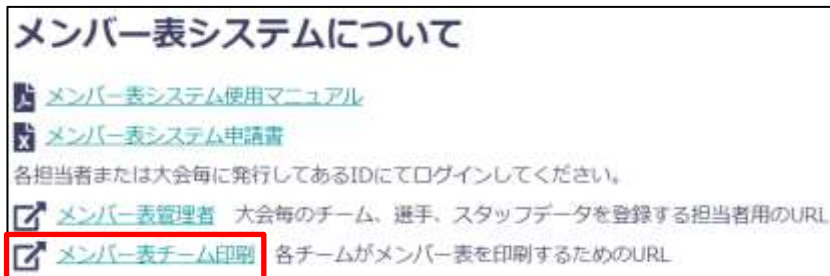 メンバー表システムについて
メンバー表システム使用マニュアル
メンバー表システム申請書
各担当者または大会毎に発行してあるIDにてログインしてください。
メンバー表管理者 大会毎のチーム、選手、スタッフデータを登録する担当者用のURL
メンバー表チーム印刷 各チームがメンバー表を印刷するためのURL